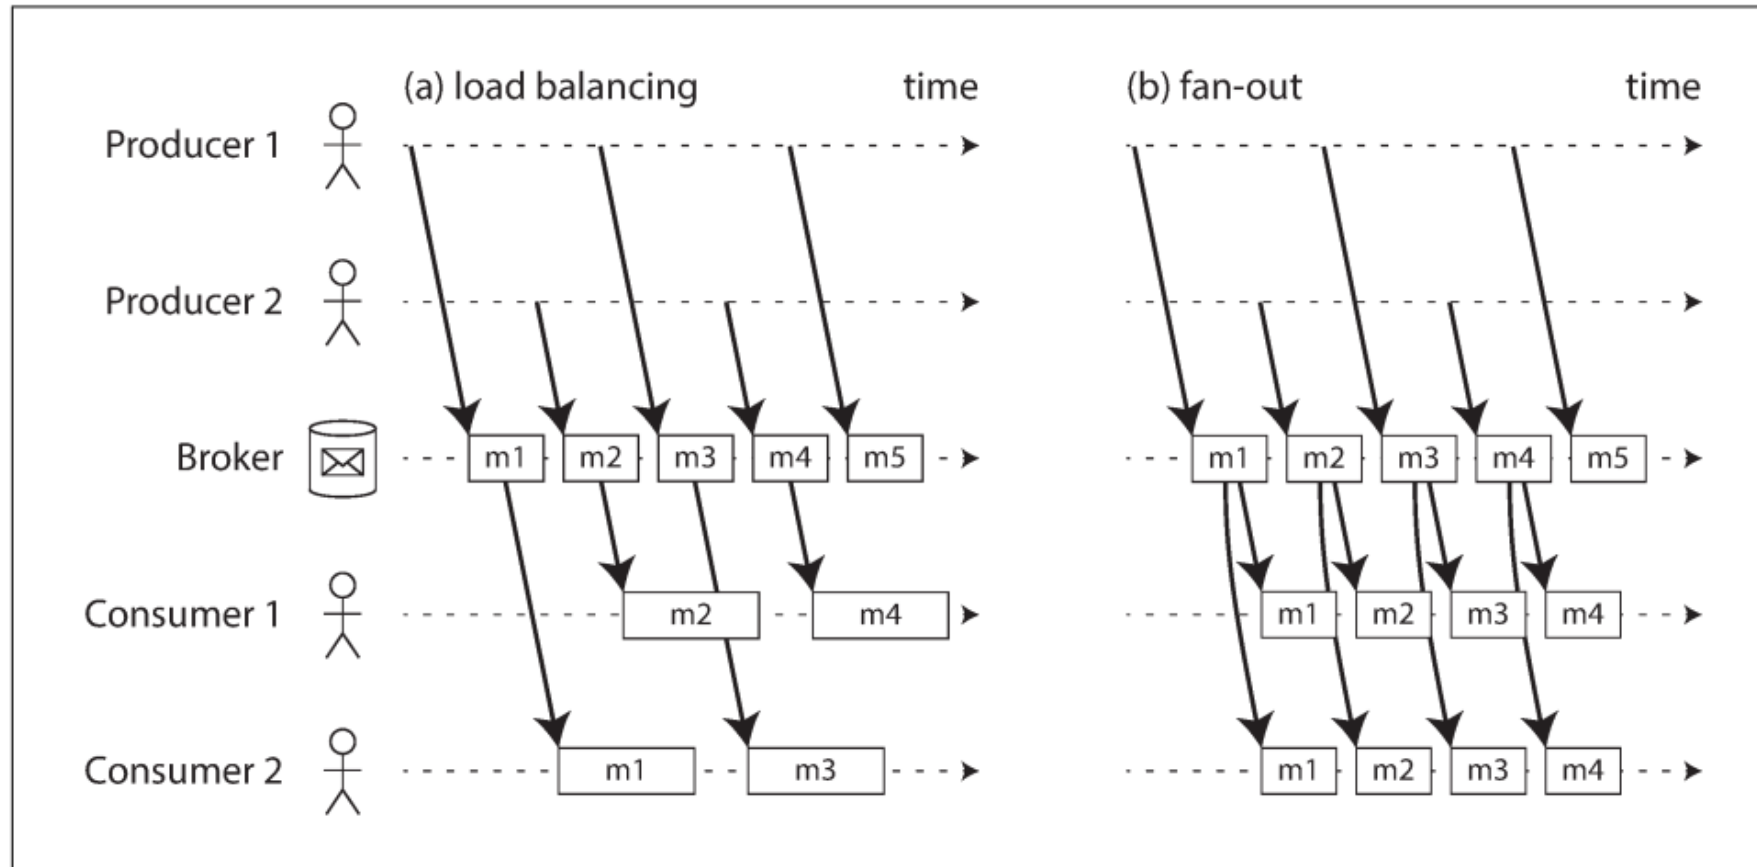 (a) load balancing time (b) fan-out time
Producer 1
Producer 2
Broker m1 m2 m3 m4 m5 m1 m2 m3 m4 m5
Consumer 1 m2 m4 m1 m2 m3 m4
Consumer 2 m1 m3 m1 m2 m3 m4